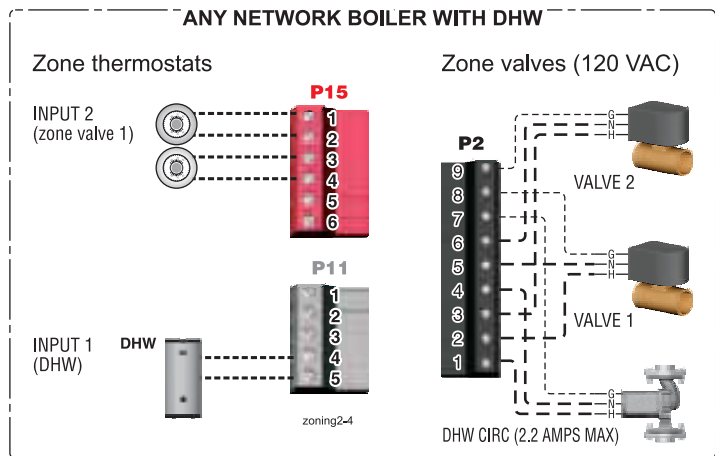 ANY NETWORK BOILER WITH DHW
Zone thermostats
INPUT 2
(zone valve 1)
P15
1
2
3
4
5
6
P11
1
2
3
4
5
INPUT 1
(DHW)
DHW
zoning2-4
Zone valves (120 VAC)
P2
9
8
7
6
5
4
3
2
1
G
N
H
VALVE 2
G
N
H
VALVE 1
G
N
H
DHW CIRC (2.2 AMPS MAX)